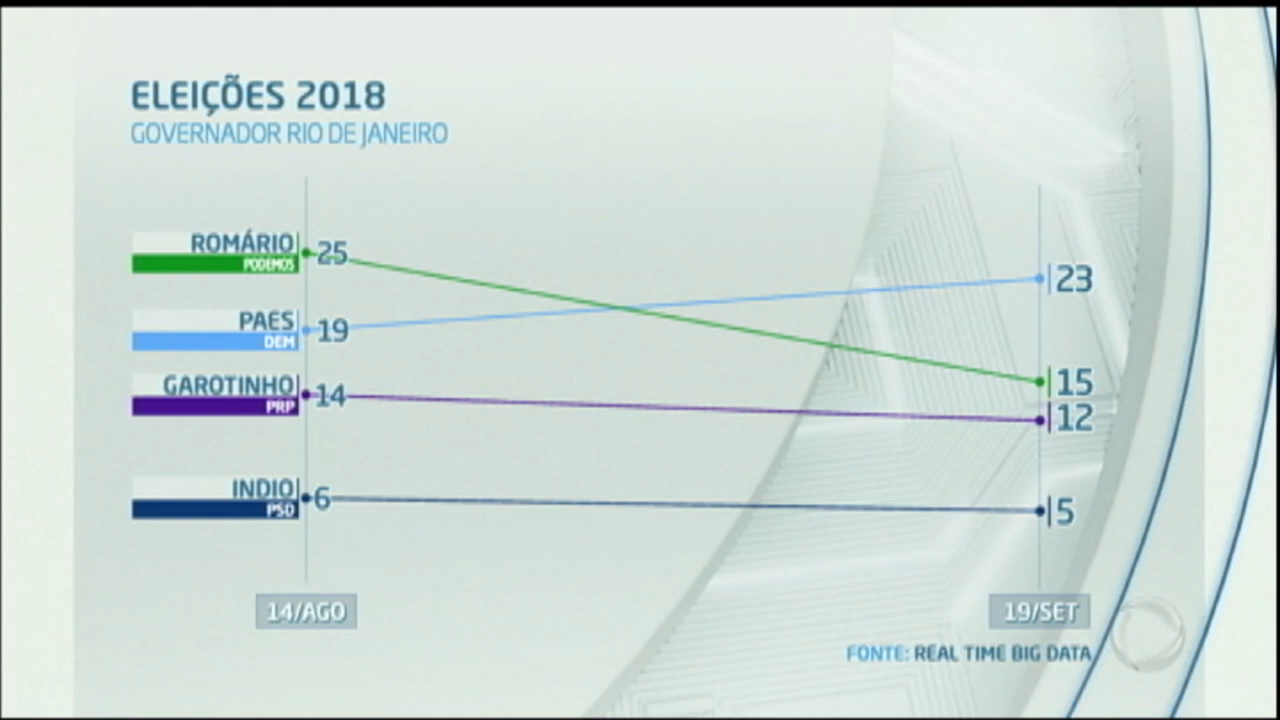 ELEIÇÕES 2018
GOVERNADOR RIO DE JANEIRO
ROMÁRIO
PODEMOS
25
23
PAES
DEM
19
15
GAROTINHO
PRP
14
12
INDIO
PSD
6
5
14/AGO
19/SET
FONTE: REAL TIME BIG DATA